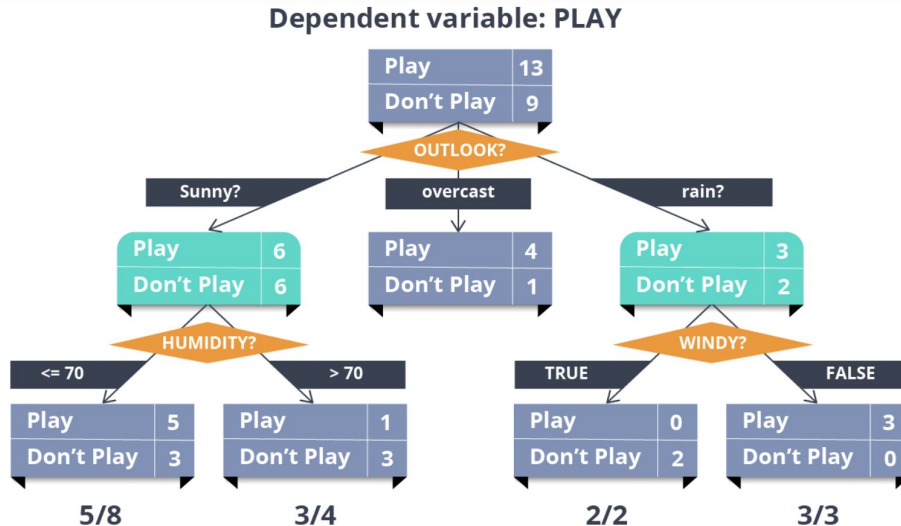 Dependent variable: PLAY
Play 13
Don't Play 9
OUTLOOK?
Sunny? overcast rain?
Play 6 Play 4 Play 3
Don't Play 6 Don't Play 1 Don't Play 2
HUMIDITY? WINDY?
<= 70 > 70 TRUE FALSE
Play 5 Play 1 Play 0 Play 3
Don't Play 3 Don't Play 3 Don't Play 2 Don't Play 0
5/8 3/4 2/2 3/3